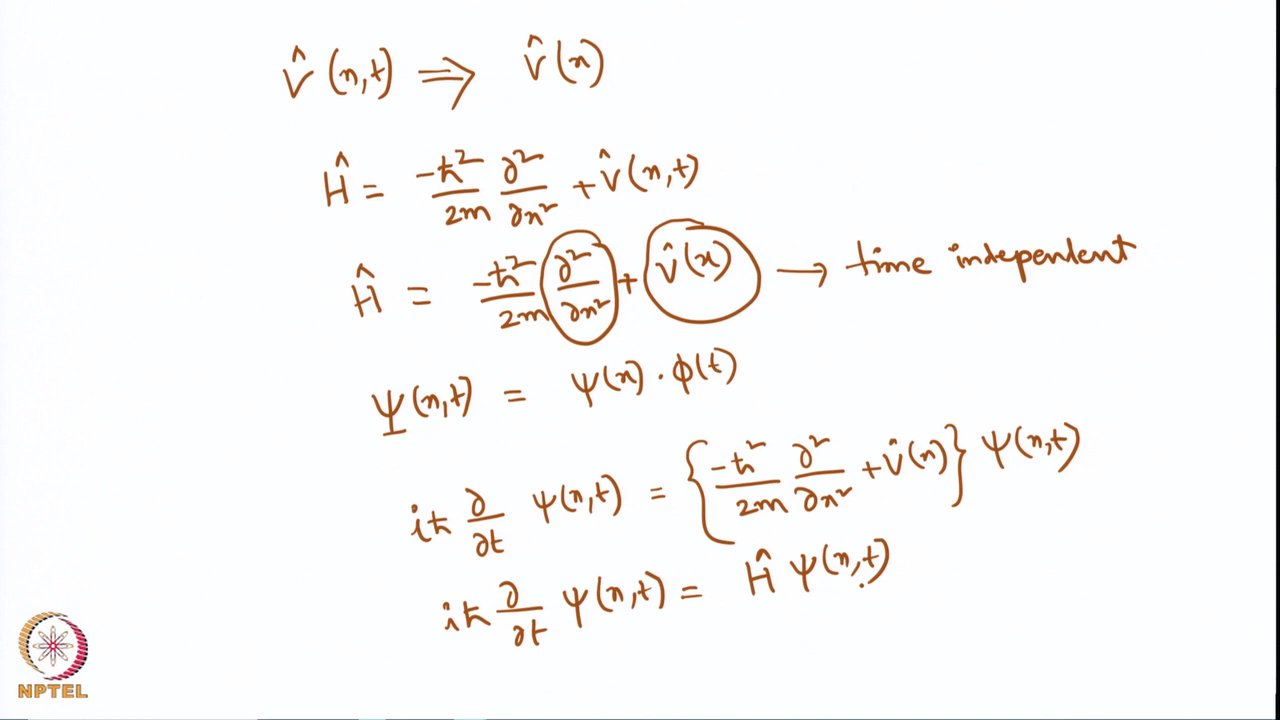 V̂(x,t) ⇒ V̂(x)
Ĥ = -ħ²/2m ∂²/∂x² + V̂(x,t)
Ĥ = -ħ²/2m ∂²/∂x² + V̂(x) → time independent
Ψ(x,t) = ψ(x) · ϕ(t)
iħ ∂/∂t ψ(x,t) = {-ħ²/2m ∂²/∂x² + V̂(x)} ψ(x,t)
iħ ∂/∂t ψ(x,t) = Ĥ ψ(x,t)
NPTEL